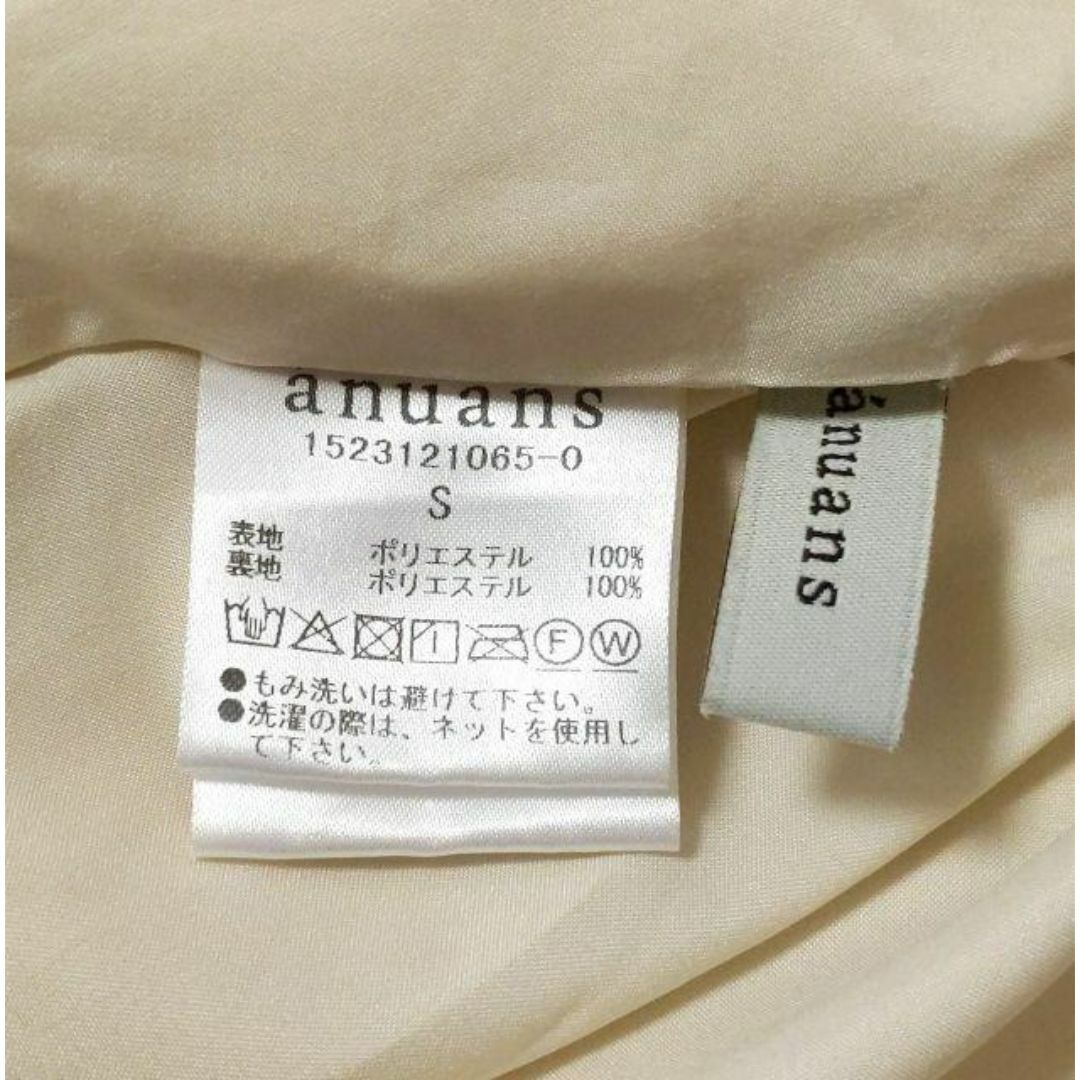 anuans
1523121065-0
S
表地 ポリエステル 100%
裏地 ポリエステル 100%
F W
●もみ洗いは避けて下さい。
●洗濯の際は、ネットを使用し
て下さい。
ánuans